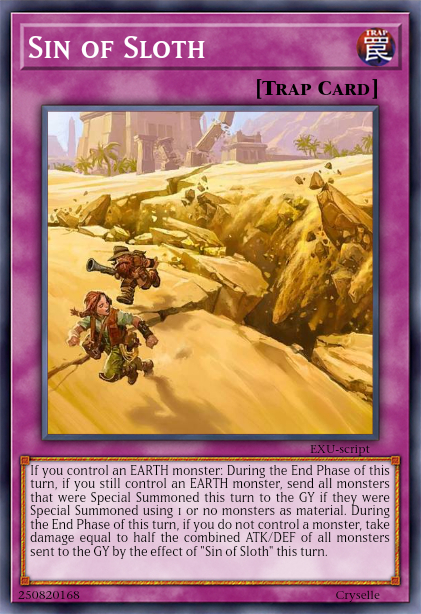 Sin of Sloth
TRAP
罠
[Trap Card]
EXU-script
If you control an EARTH monster: During the End Phase of this
turn, if you still control an EARTH monster, send all monsters
that were Special Summoned this turn to the GY if they were
Special Summoned using 1 or no monsters as material. During
the End Phase of this turn, if you do not control a monster, take
damage equal to half the combined ATK/DEF of all monsters
sent to the GY by the effect of "Sin of Sloth" this turn.
250820168
Cryselle